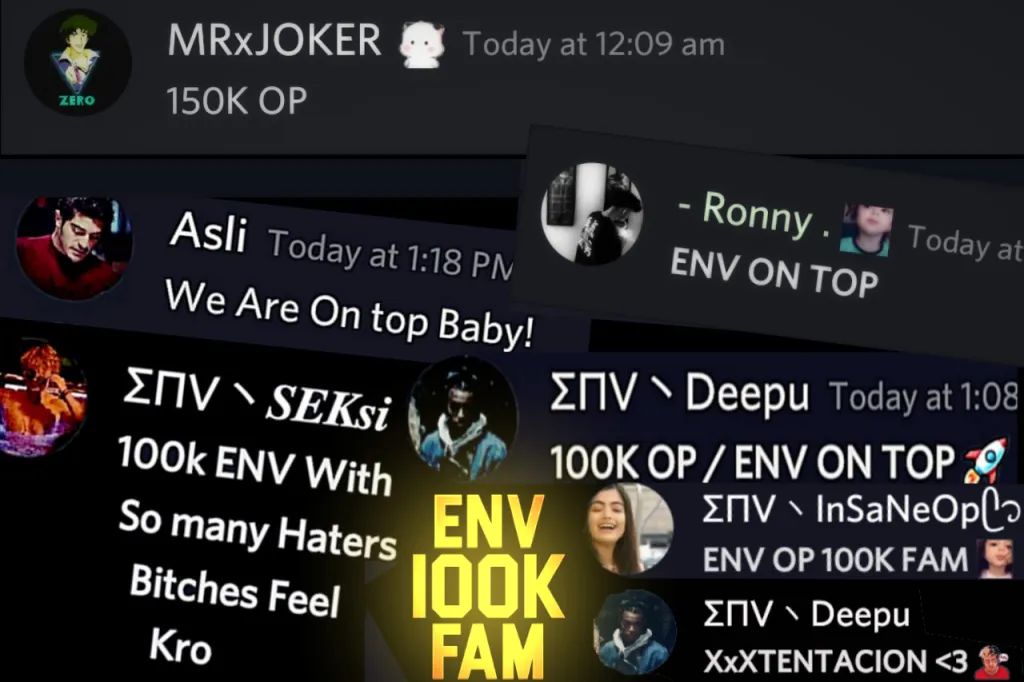 MRxJOKER Today at 12:09 am
150K OP
ZERO
- Ronny . Today at
ENV ON TOP
Asli Today at 1:18 PM
We Are On top Baby!
ΣΠV ヽ SEKsi
100k ENV With
So many Haters
Bitches Feel
Kro
ΣΠV ヽ Deepu Today at 1:08
100K OP / ENV ON TOP 🚀
ΣΠV ヽ InSaNeOp
ENV OP 100K FAM
ΣΠV ヽ Deepu
XxXTENTACION <3
ENV
100K
FAM